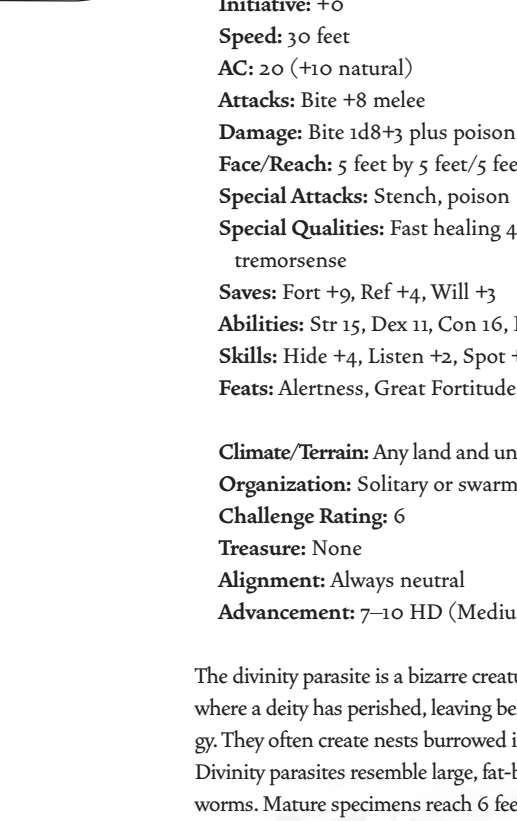 Initiative: +0
Speed: 30 feet
AC: 20 (+10 natural)
Attacks: Bite +8 melee
Damage: Bite 1d8+3 plus poison
Face/Reach: 5 feet by 5 feet/5 fee
Special Attacks: Stench, poison
Special Qualities: Fast healing 4
tremorsense
Saves: Fort +9, Ref +4, Will +3
Abilities: Str 15, Dex 11, Con 16,
Skills: Hide +4, Listen +2, Spot +
Feats: Alertness, Great Fortitude
Climate/Terrain: Any land and un
Organization: Solitary or swarm
Challenge Rating: 6
Treasure: None
Alignment: Always neutral
Advancement: 7–10 HD (Mediu
The divinity parasite is a bizarre creatu
where a deity has perished, leaving be
gy. They often create nests burrowed i
Divinity parasites resemble large, fat-b
worms. Mature specimens reach 6 fee